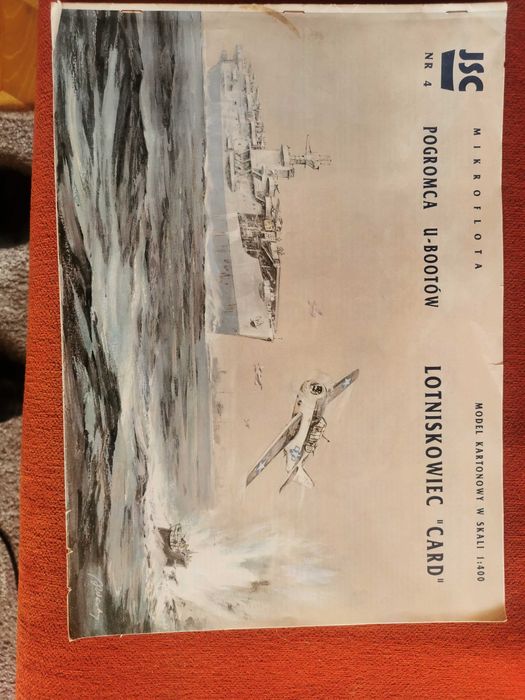 JSC
NR 4
MIKROFLOTA
MODEL KARTONOWY W SKALI 1:400
POGROMCA U-BOOTÓW LOTNISKOWIEC "CARD"